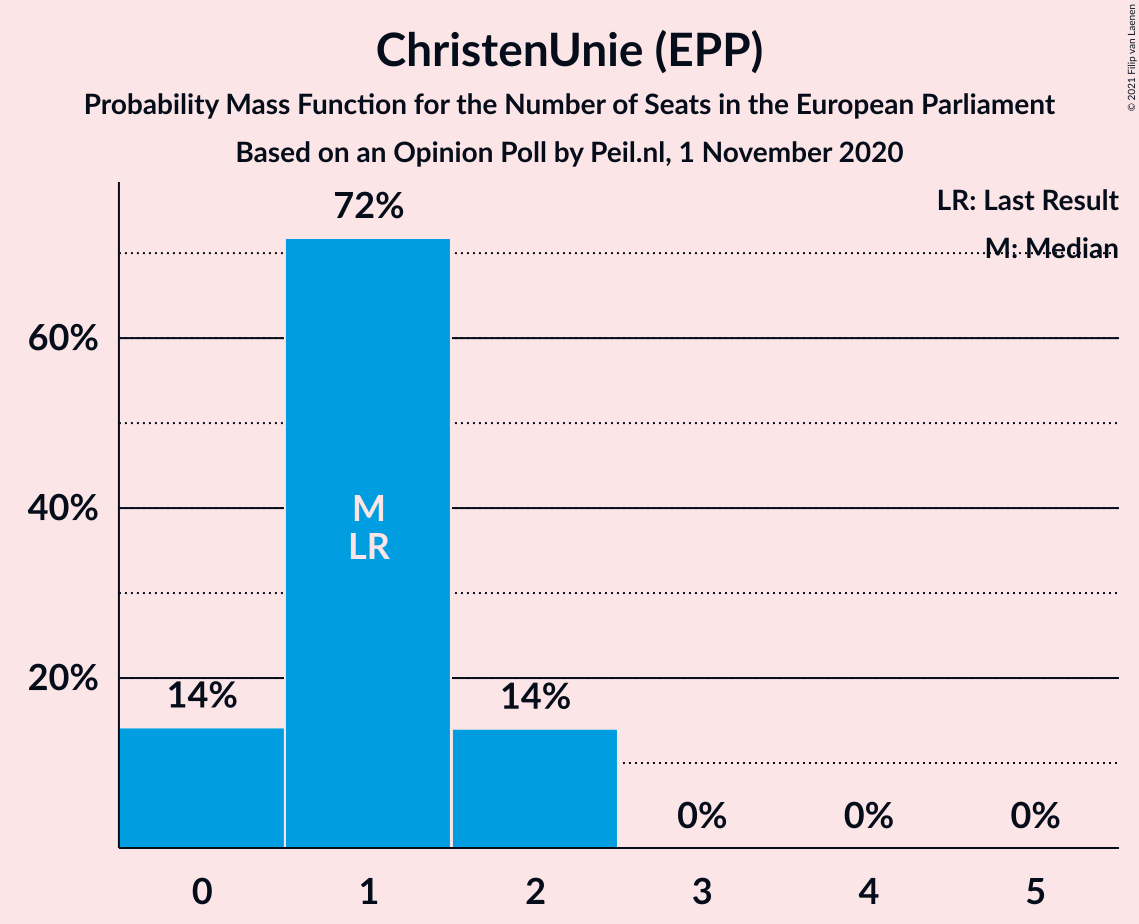 ChristenUnie (EPP)
Probability Mass Function for the Number of Seats in the European Parliament
Based on an Opinion Poll by Peil.nl, 1 November 2020
© 2021 Filip van Laenen
LR: Last Result
M: Median
72%
60%
40%
20%
M
LR
14%
14%
0%
0%
0%
0
1
2
3
4
5